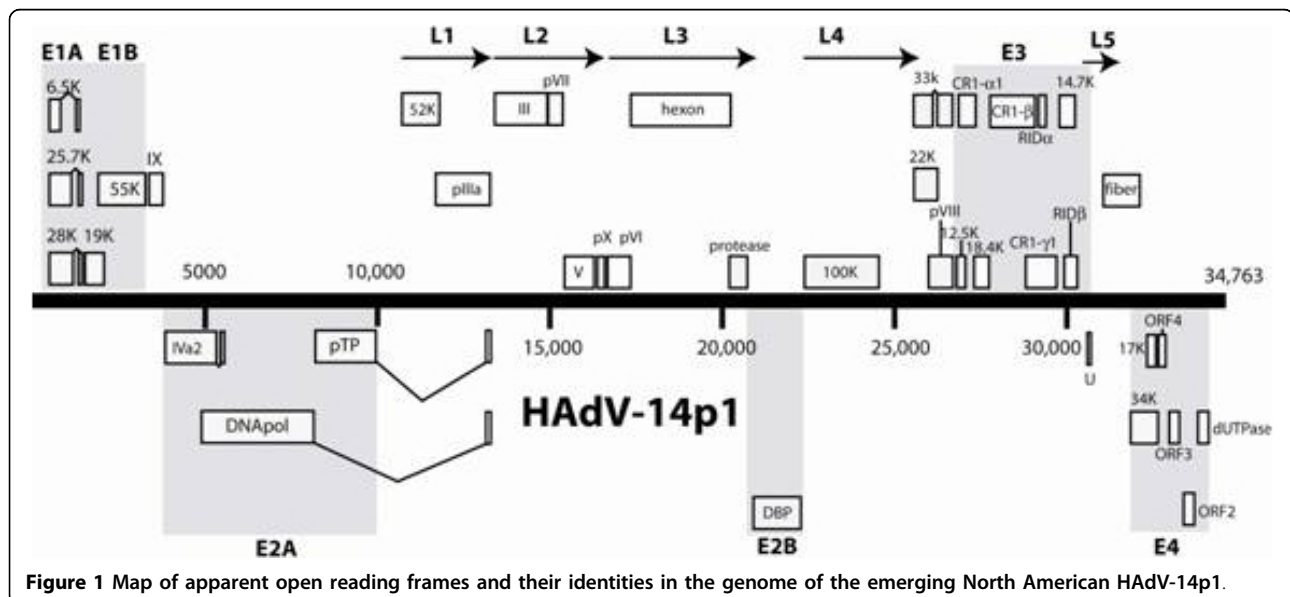 E1A E1B L1 L2 L3 L4 E3 L5
6.5K pVII 33k CR1-α1 14.7K
52K III hexon CR1-β
RIDα
25.7K IX 22K
55K pIIIa fiber
pVIII RIDβ
28K 19K pX pVI protease 12.5K 18.4K CR1-γ1
5000 10,000 V 100K 34,763
ORF4
IVa2 pTP 15,000 20,000 25,000 30,000 17K
U
34K
DNApol HAdV-14p1 dUTPase
ORF3
DBP ORF2
E2A E2B E4
Figure 1 Map of apparent open reading frames and their identities in the genome of the emerging North American HAdV-14p1.